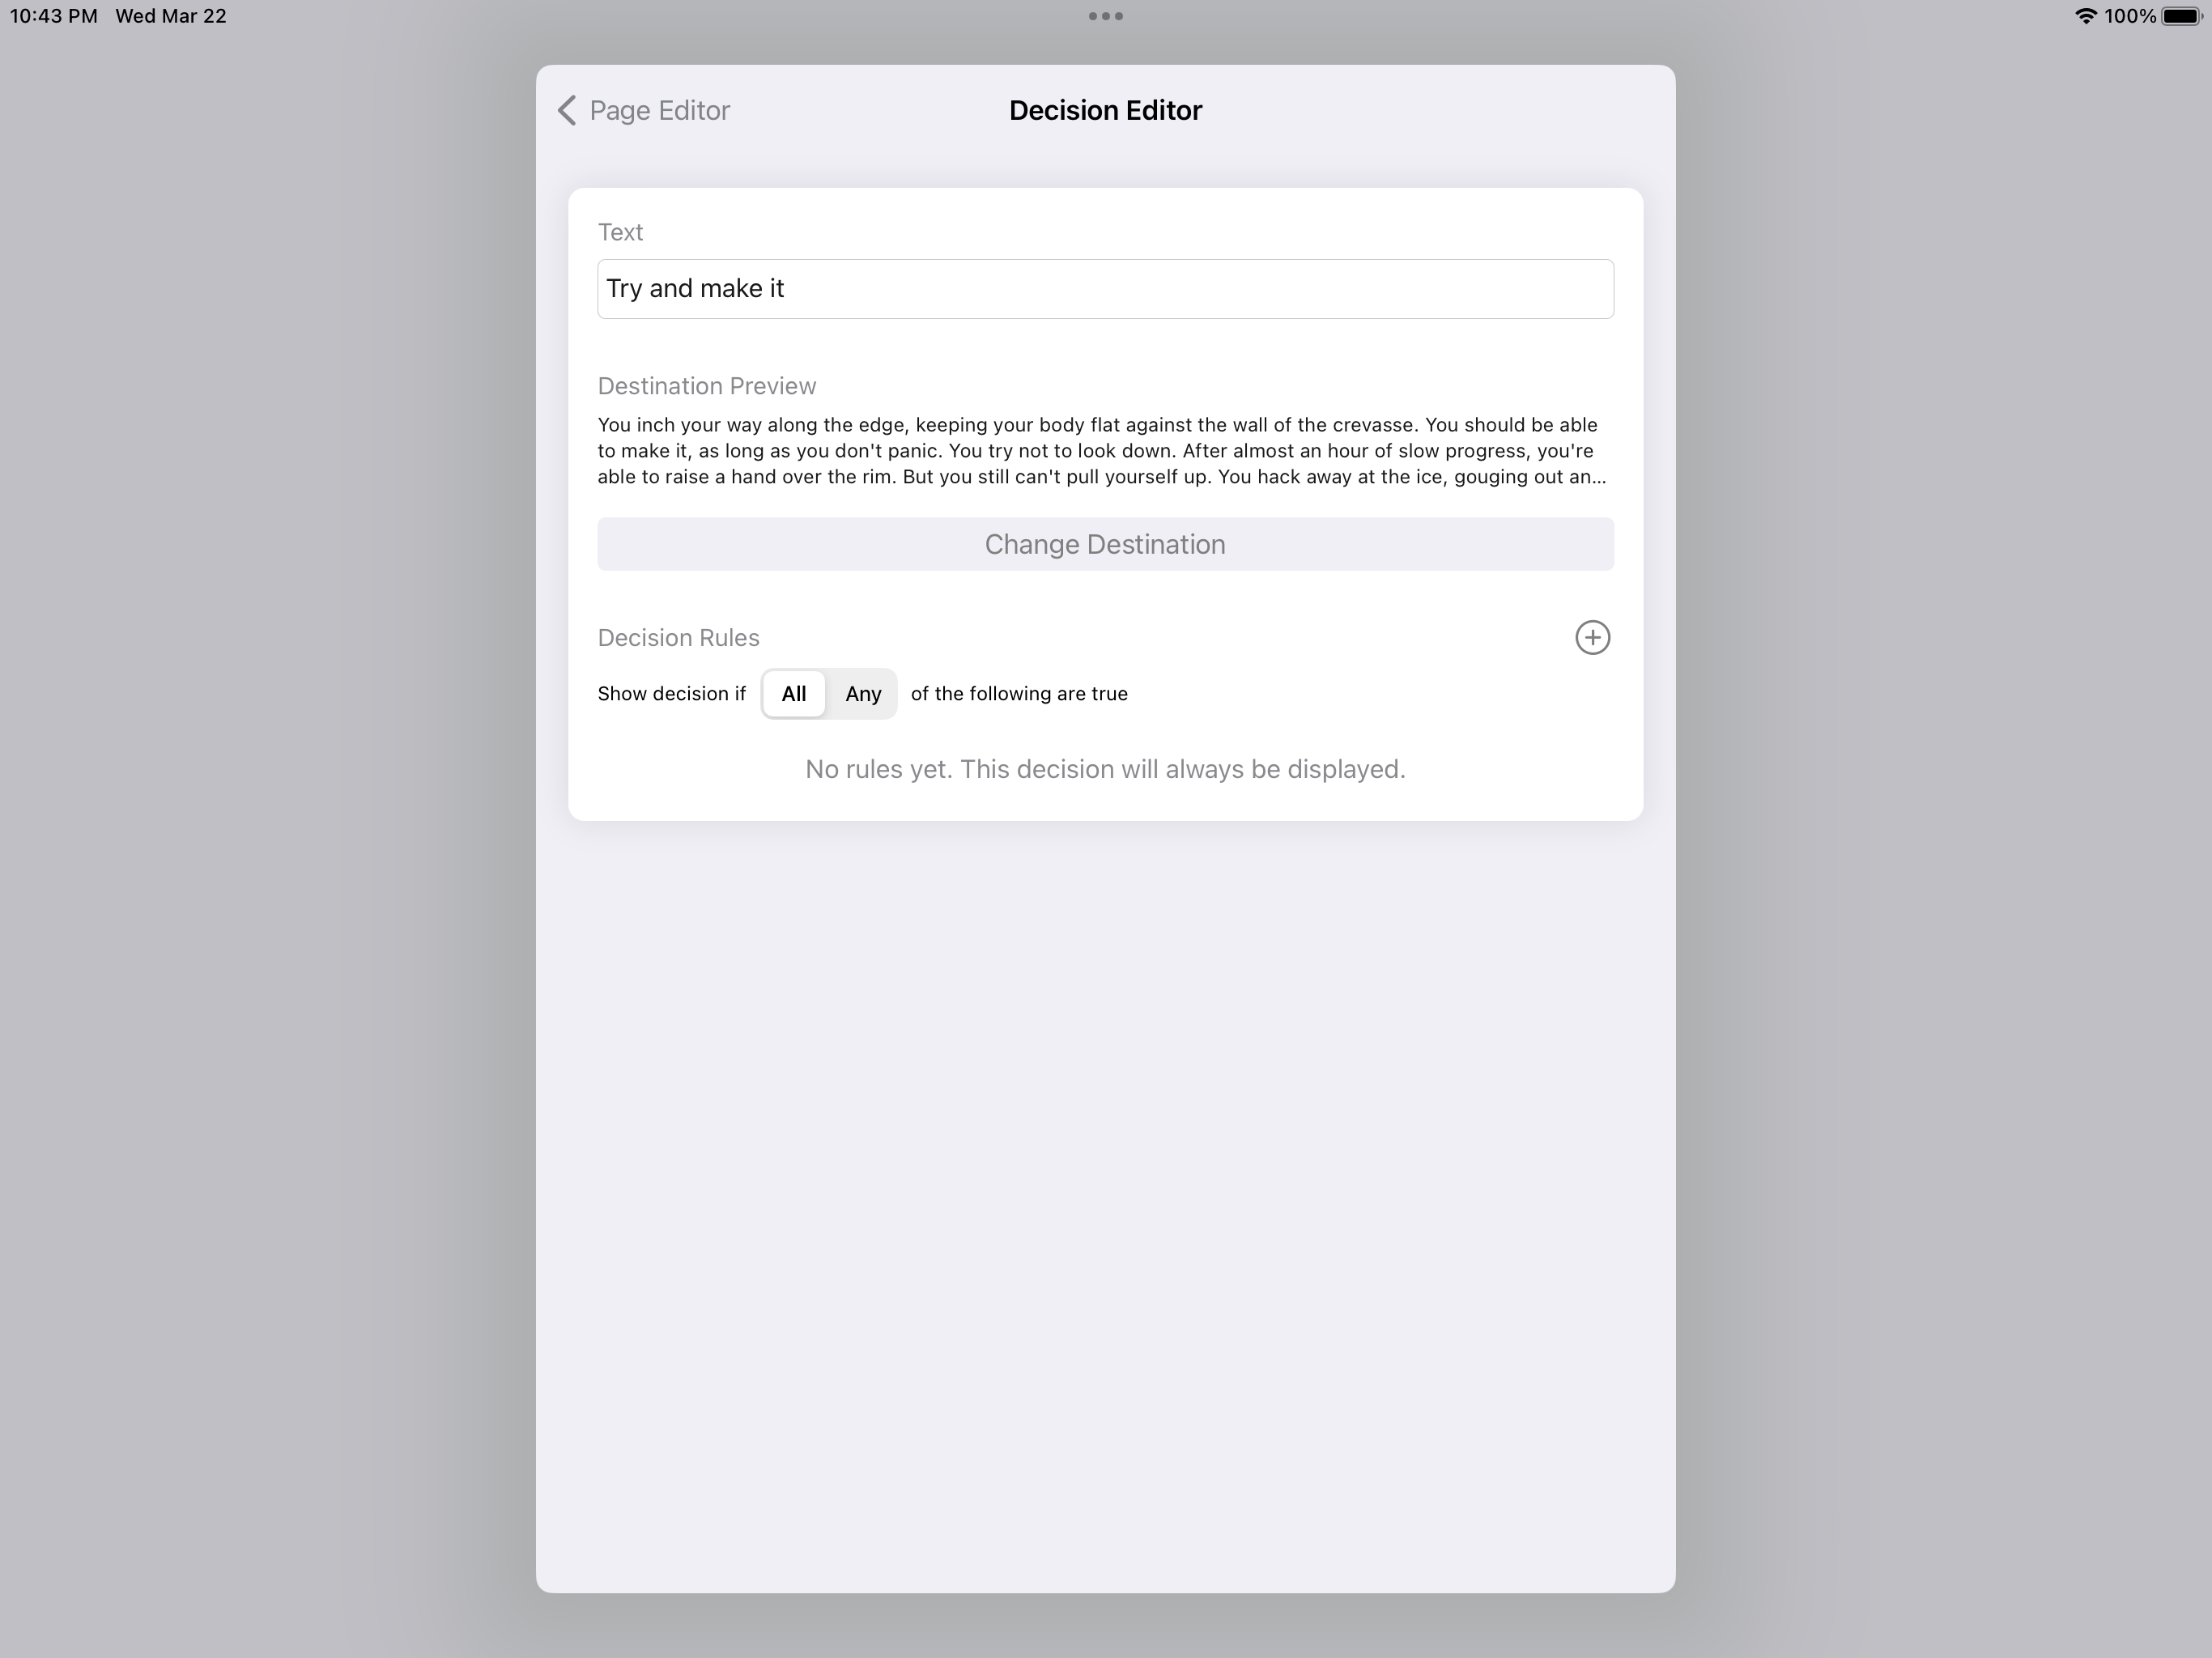 10:43 PM Wed Mar 22
100%
Page Editor
Decision Editor
Text
Try and make it
Destination Preview
You inch your way along the edge, keeping your body flat against the wall of the crevasse. You should be able
to make it, as long as you don't panic. You try not to look down. After almost an hour of slow progress, you're
able to raise a hand over the rim. But you still can't pull yourself up. You hack away at the ice, gouging out an...
Change Destination
Decision Rules
Show decision if All Any of the following are true
No rules yet. This decision will always be displayed.